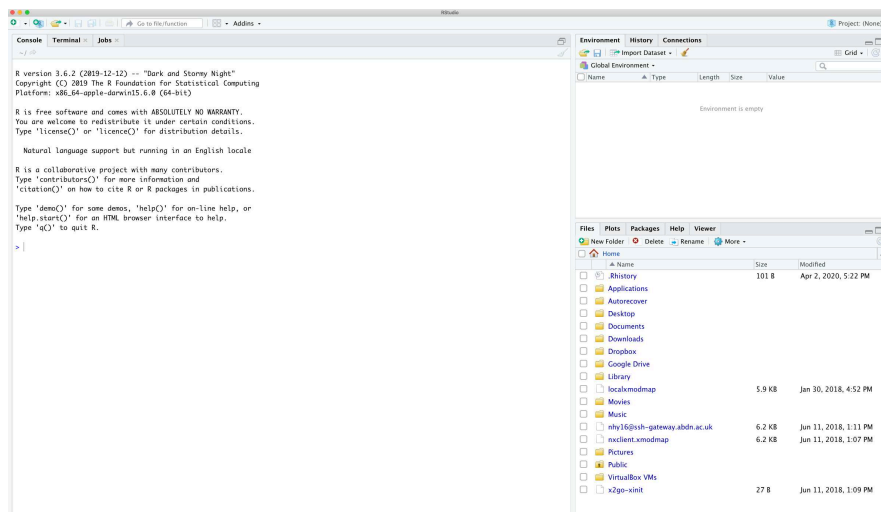 RStudio
Go to file/function
Addins
Project: (None)
Console Terminal Jobs
~/
R version 3.6.2 (2019-12-12) -- "Dark and Stormy Night"
Copyright (C) 2019 The R Foundation for Statistical Computing
Platform: x86_64-apple-darwin15.6.0 (64-bit)
R is free software and comes with ABSOLUTELY NO WARRANTY.
You are welcome to redistribute it under certain conditions.
Type 'license()' or 'licence()' for distribution details.
Natural language support but running in an English locale
R is a collaborative project with many contributors.
Type 'contributors()' for more information and
'citation()' on how to cite R or R packages in publications.
Type 'demo()' for some demos, 'help()' for on-line help, or
'help.start()' for an HTML browser interface to help.
Type 'q()' to quit R.
>
Environment History Connections
Import Dataset Grid
Global Environment
Name Type Length Size Value
Environment is empty
Files Plots Packages Help Viewer
New Folder Delete Rename More
Home
Name Size Modified
.Rhistory 101 B Apr 2, 2020, 5:22 PM
Applications
Autorecover
Desktop
Documents
Downloads
Dropbox
Google Drive
Library
localxmodmap 5.9 KB Jan 30, 2018, 4:52 PM
Movies
Music
nhy16@ssh-gateway.abdn.ac.uk 6.2 KB Jun 11, 2018, 1:11 PM
nxclient.xmodmap 6.2 KB Jun 11, 2018, 1:07 PM
Pictures
Public
VirtualBox VMs
x2go-xinit 27 B Jun 11, 2018, 1:09 PM